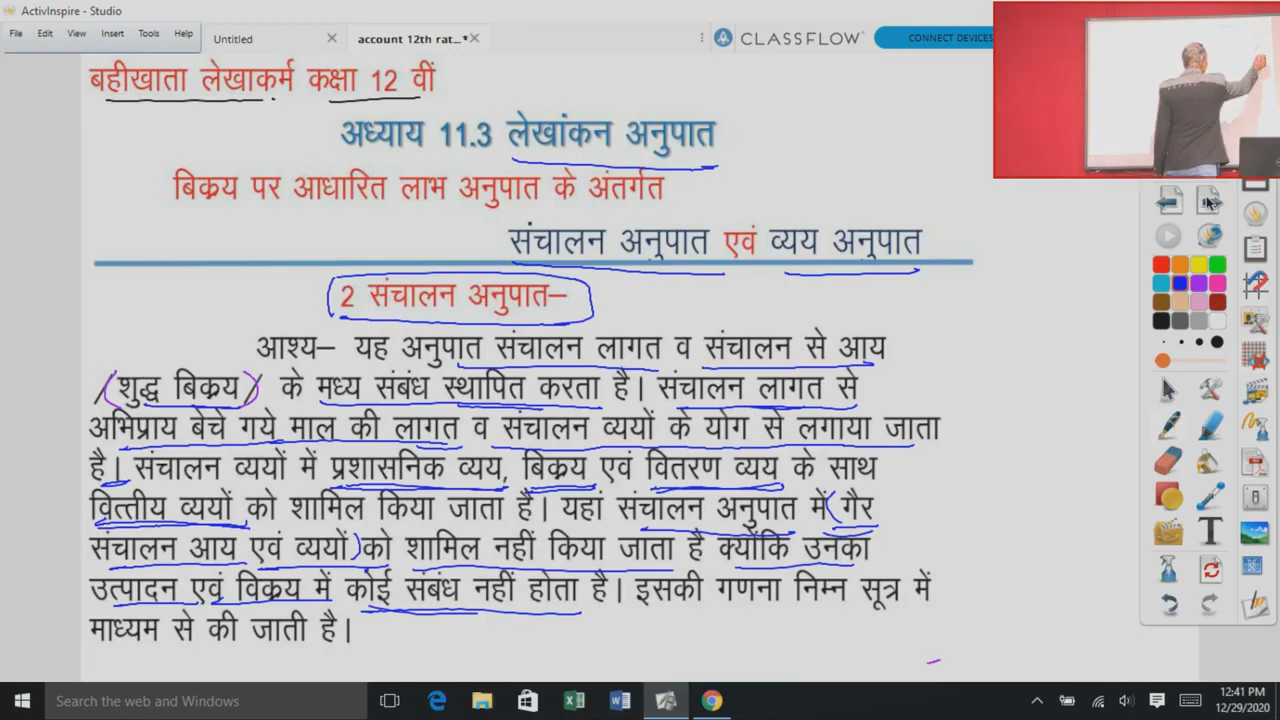 ActivInspire - Studio
File Edit View Insert Tools Help
Untitled
account 12th rat...*
CLASSFLOW
CONNECT DEVICES
बहीखाता लेखाकर्म कक्षा 12 वीं
अध्याय 11.3 लेखांकन अनुपात
बिक्रय पर आधारित लाभ अनुपात के अंतर्गत
संचालन अनुपात एवं व्यय अनुपात
2 संचालन अनुपात–
आश्य– यह अनुपात संचालन लागत व संचालन से आय
/शुद्ध बिक्रय/ के मध्य संबंध स्थापित करता है। संचालन लागत से
अभिप्राय बेचे गये माल की लागत व संचालन व्ययों के योग से लगाया जाता
है। संचालन व्ययों में प्रशासनिक व्यय, बिक्रय एवं वितरण व्यय के साथ
वित्तीय व्ययों को शामिल किया जाता है। यहां संचालन अनुपात में गैर
संचालन आय एवं व्ययों को शामिल नहीं किया जाता है क्योंकि उनका
उत्पादन एवं विक्रय में कोई संबंध नहीं होता है। इसकी गणना निम्न सूत्र में
माध्यम से की जाती है।
Search the web and Windows
12:41 PM
12/29/2020